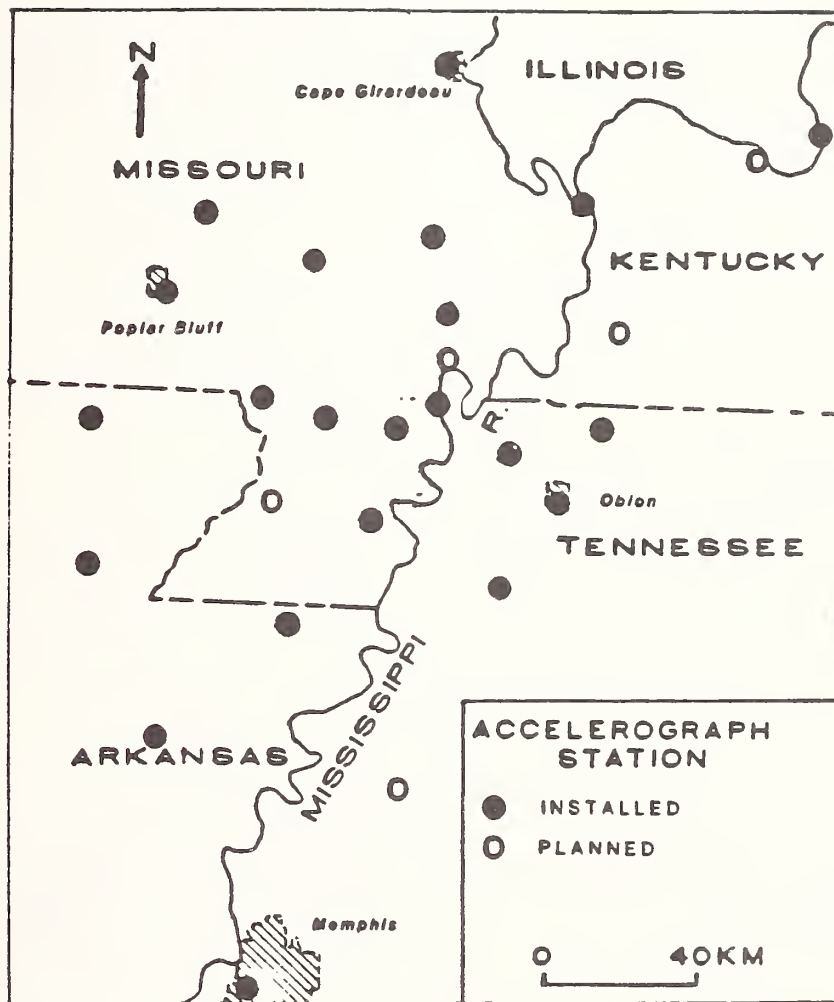 N
ILLINOIS
Cape Girardeau
MISSOURI
KENTUCKY
Poplar Bluff
R.
Obion
TENNESSEE
MISSISSIPPI
ARKANSAS
ACCELEROGRAPH
STATION
INSTALLED
PLANNED
Memphis
0 40KM